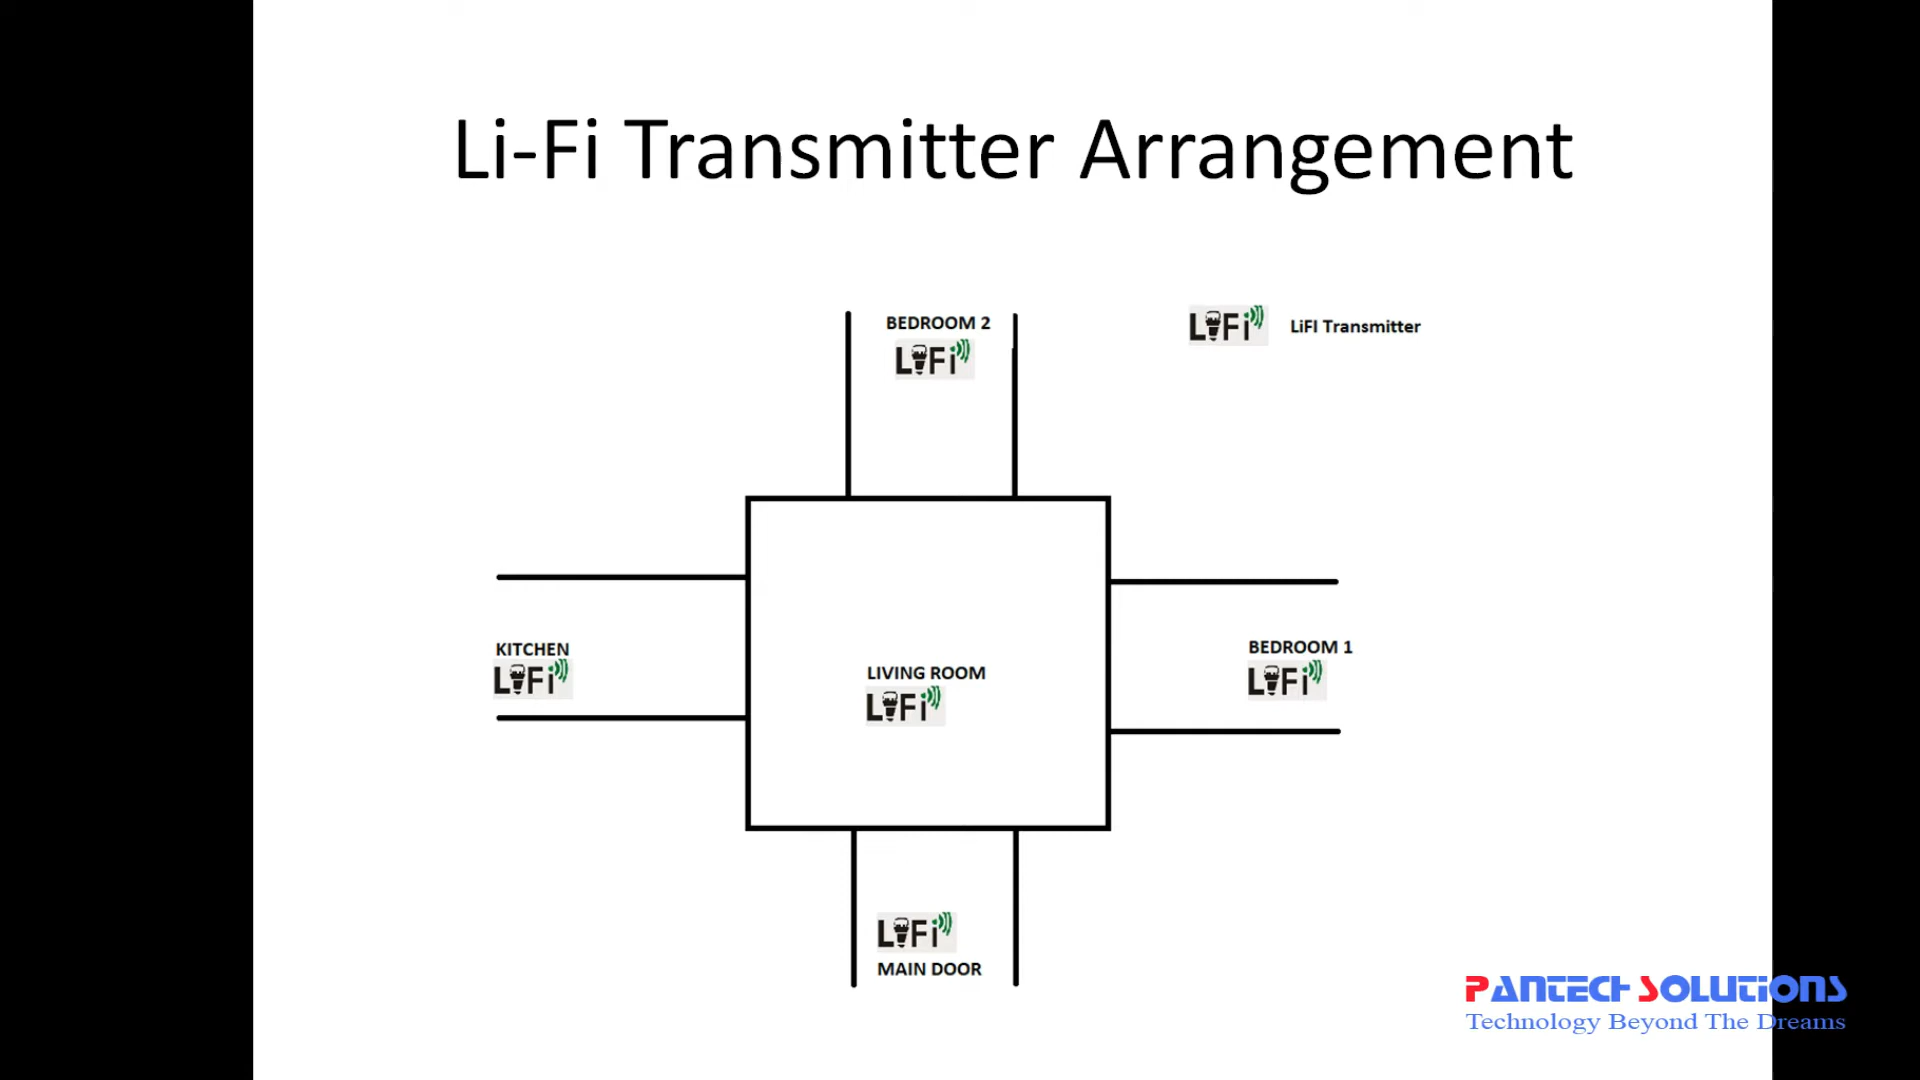 Li-Fi Transmitter Arrangement
BEDROOM 2
LiFi
LiFi
LiFI Transmitter
KITCHEN
LiFi
LIVING ROOM
LiFi
BEDROOM 1
LiFi
LiFi
MAIN DOOR
PANTECH SOLUTIONS
Technology Beyond The Dreams